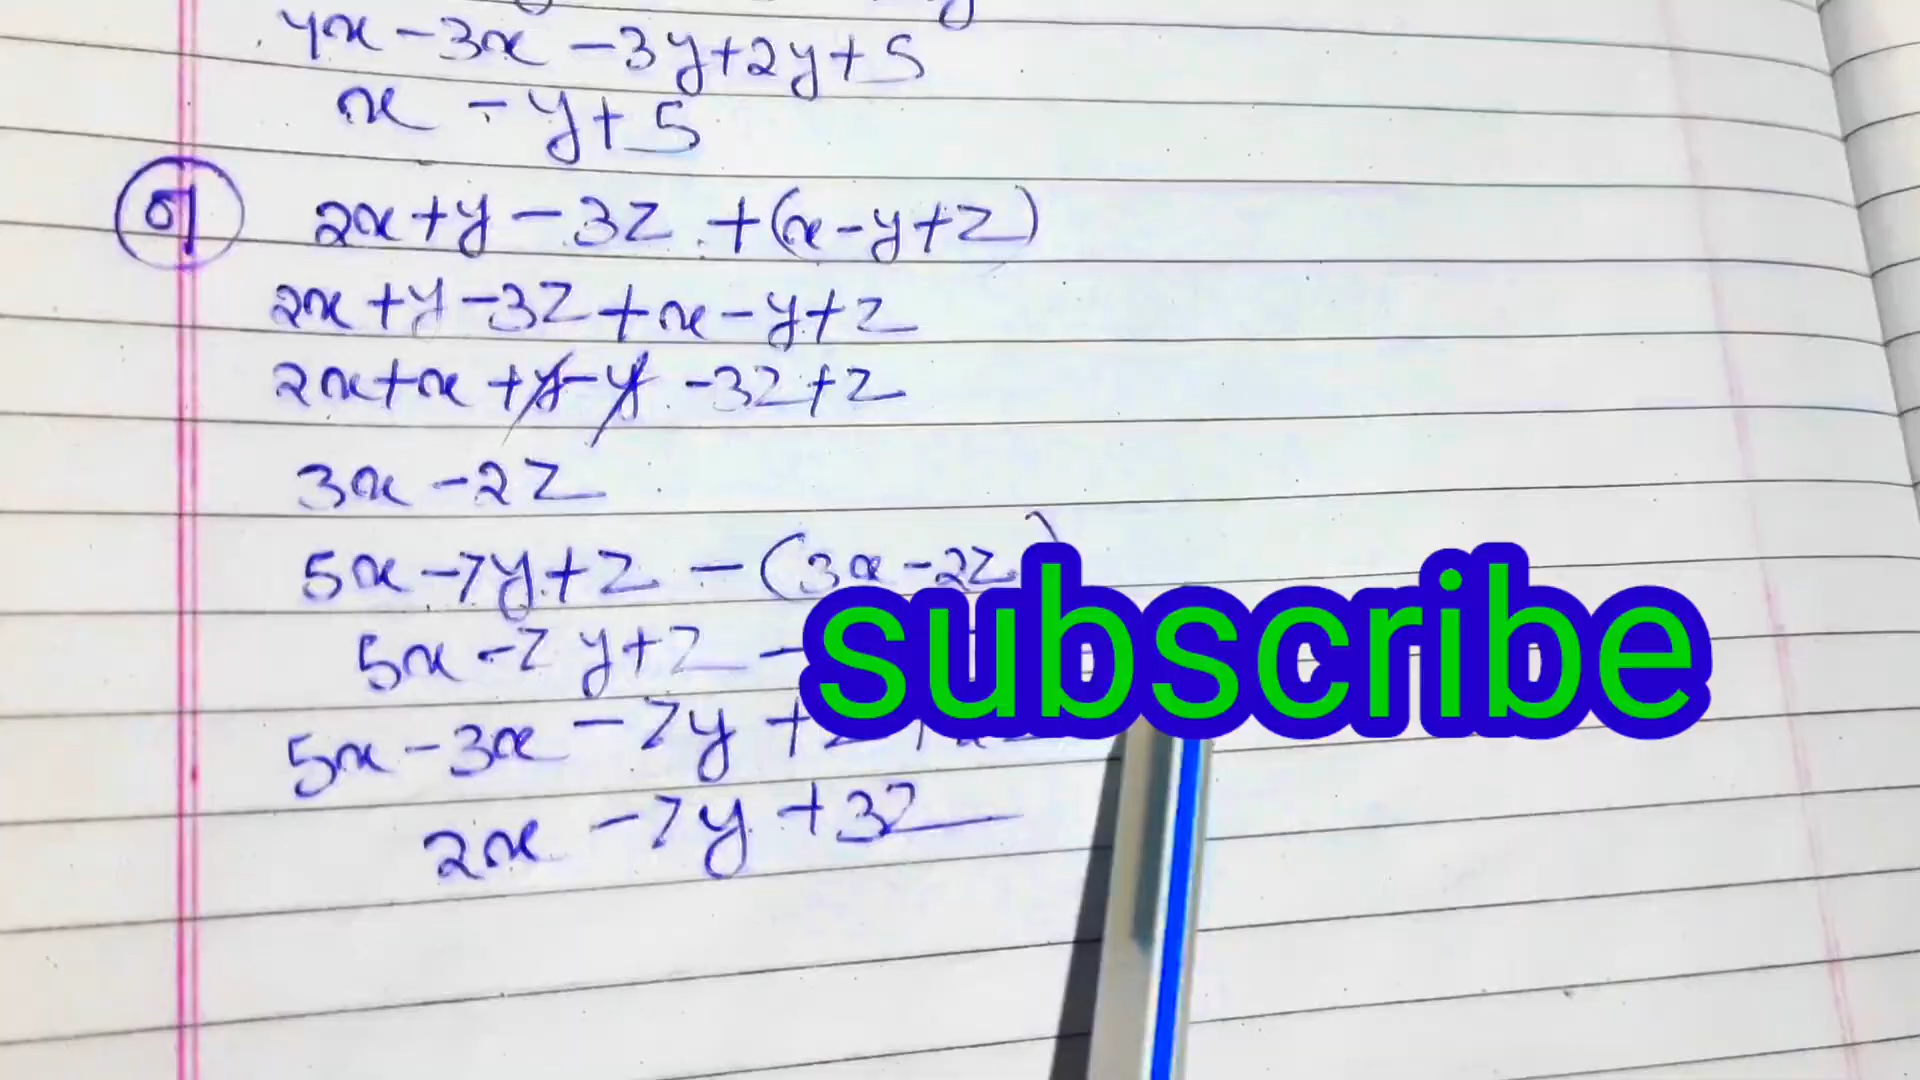 4x - 3x - 3y + 2y + 5
x - y + 5
ग 2x + y - 3z + (x - y + z)
2x + y - 3z + x - y + z
2x + x + y - y - 3z + z
3x - 2z
5x - 7y + z - (3x - 2z)
5x - 7y + z -
subscribe
5x - 3x - 7y + z + 2z
2x - 7y + 3z